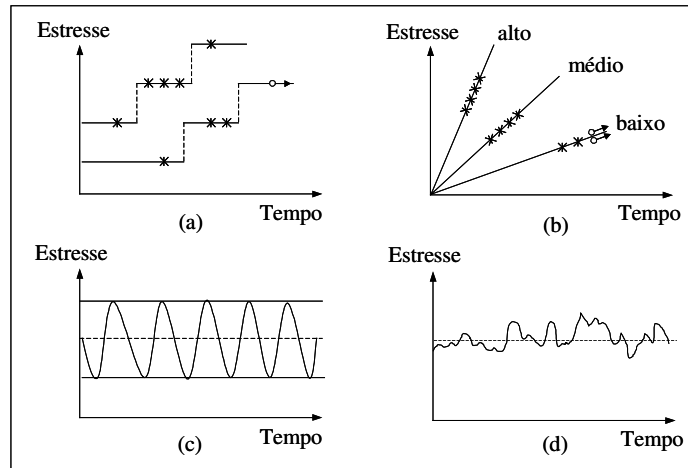 Estresse
Tempo
(a)
Estresse
alto
médio
baixo
Tempo
(b)
Estresse
Tempo
(c)
Estresse
Tempo
(d)